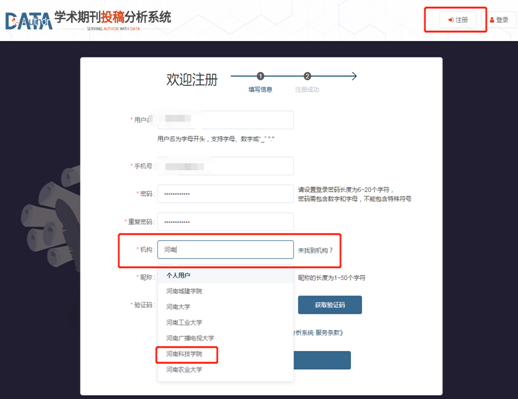 DATA 学术期刊投稿分析系统
SERVING AUTHOR WITH DATA
注册
登录
欢迎注册
1 2
填写信息 注册成功
* 用户名
用户名为字母开头，支持字母、数字或
* 手机号
* 密码
请设置登录密码长度为6~20个字符，
密码需包含数字和字母，不能包含特殊符号
* 重复密码
* 机构 河南 未找到机构？
* 昵称 昵称的长度为1~50个字符
个人用户
河南城建学院
* 验证码 获取验证码
河南大学
河南工业大学
析系统 服务条款》
河南广播电视大学
河南科技学院
河南农业大学